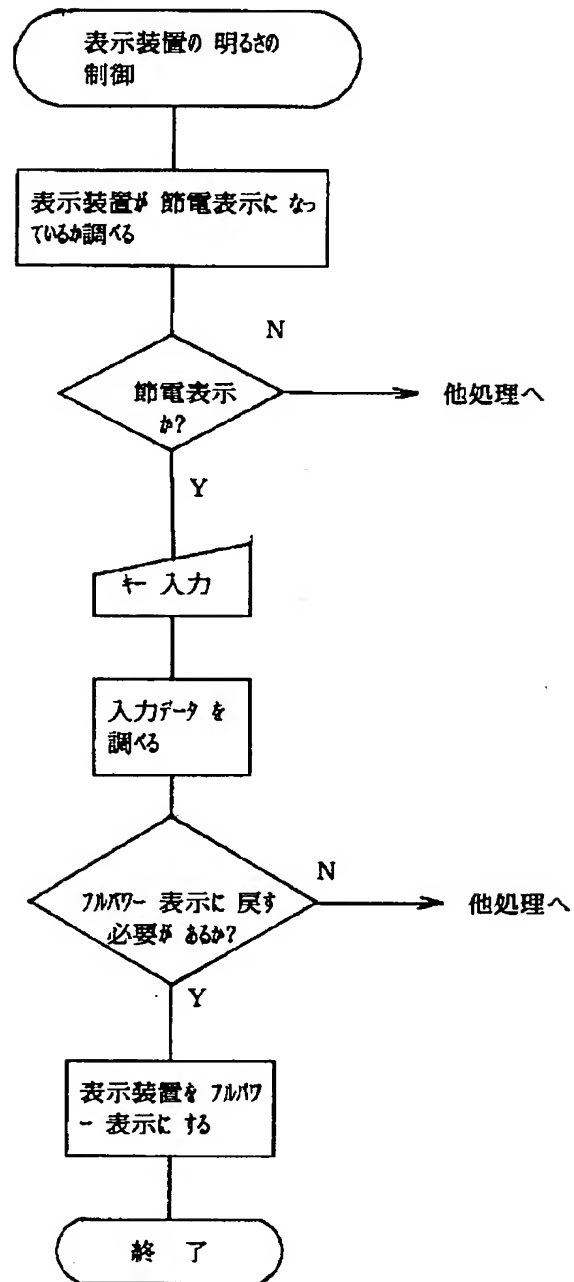 表示装置の 明るさの
制御
表示装置が 節電表示に なっ
ているか調べる
N
節電表示
か?
他処理へ
Y
キー 入力
入力データ を
調べる
N
フルパワー 表示に 戻す
必要が あるか?
他処理へ
Y
表示装置を フルパワ
ー 表示に する
終 了